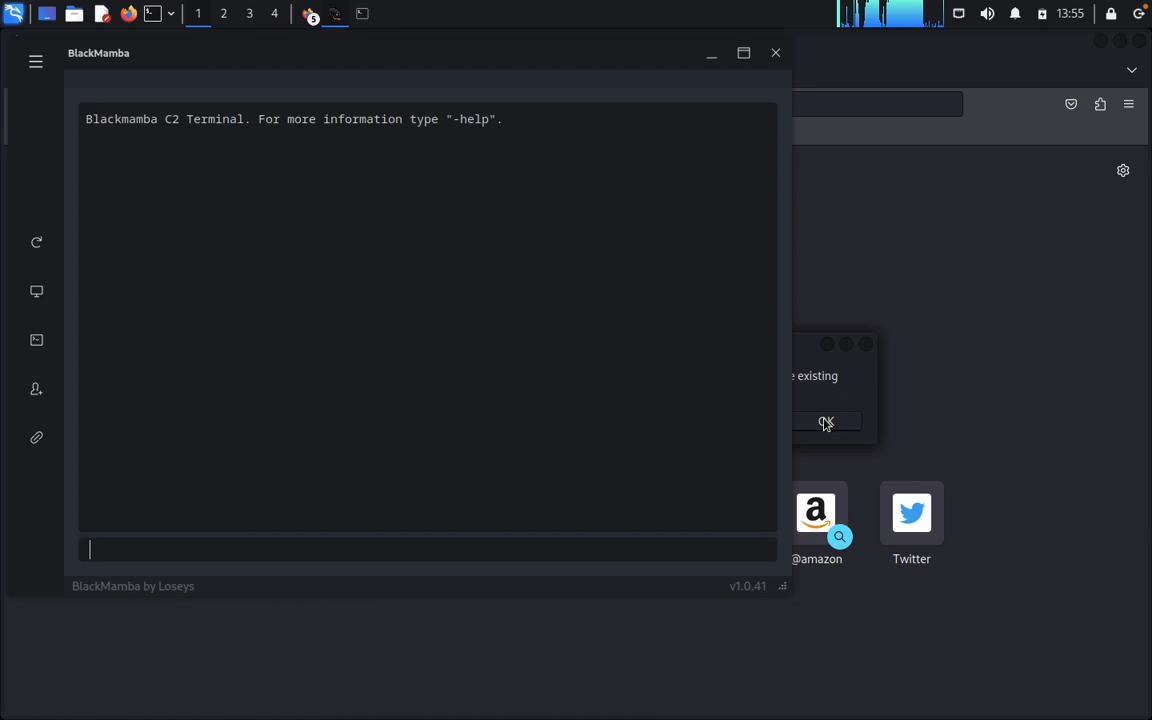 1 2 3 4 5 13:55
BlackMamba
Blackmamba C2 Terminal. For more information type "-help".
existing
OK
a
@amazon Twitter
BlackMamba by Loseys v1.0.41